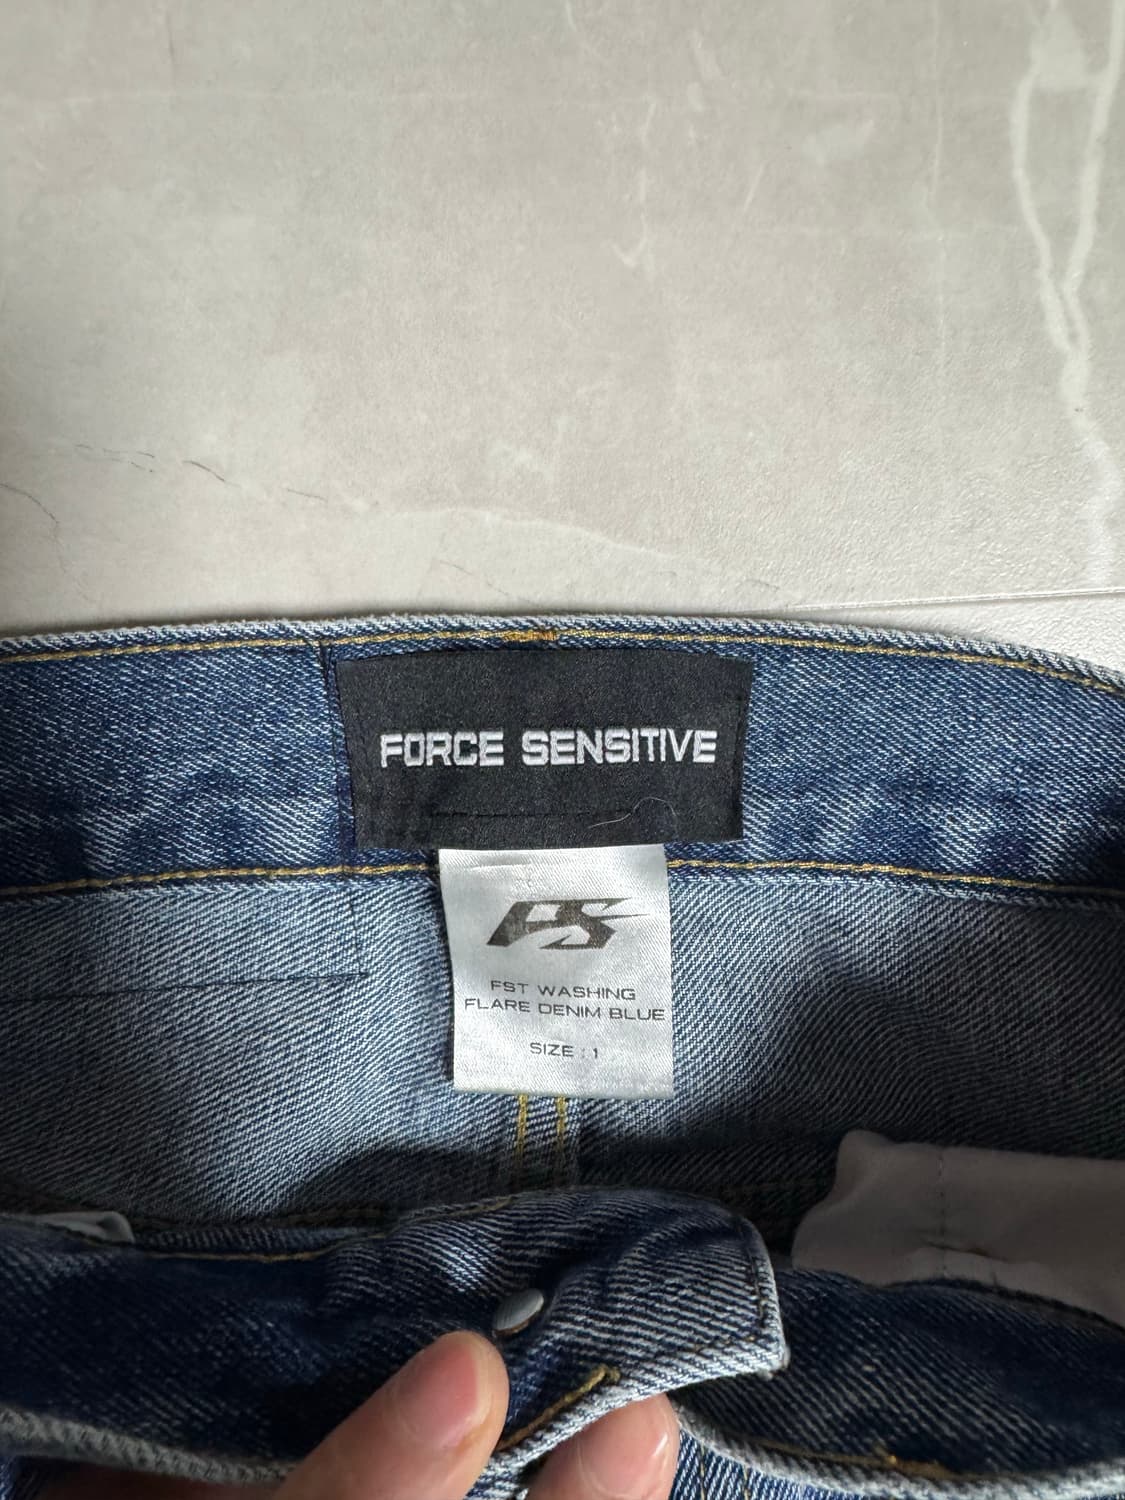 FORCE SENSITIVE
FS
FST WASHING
FLARE DENIM BLUE
SIZE : 1